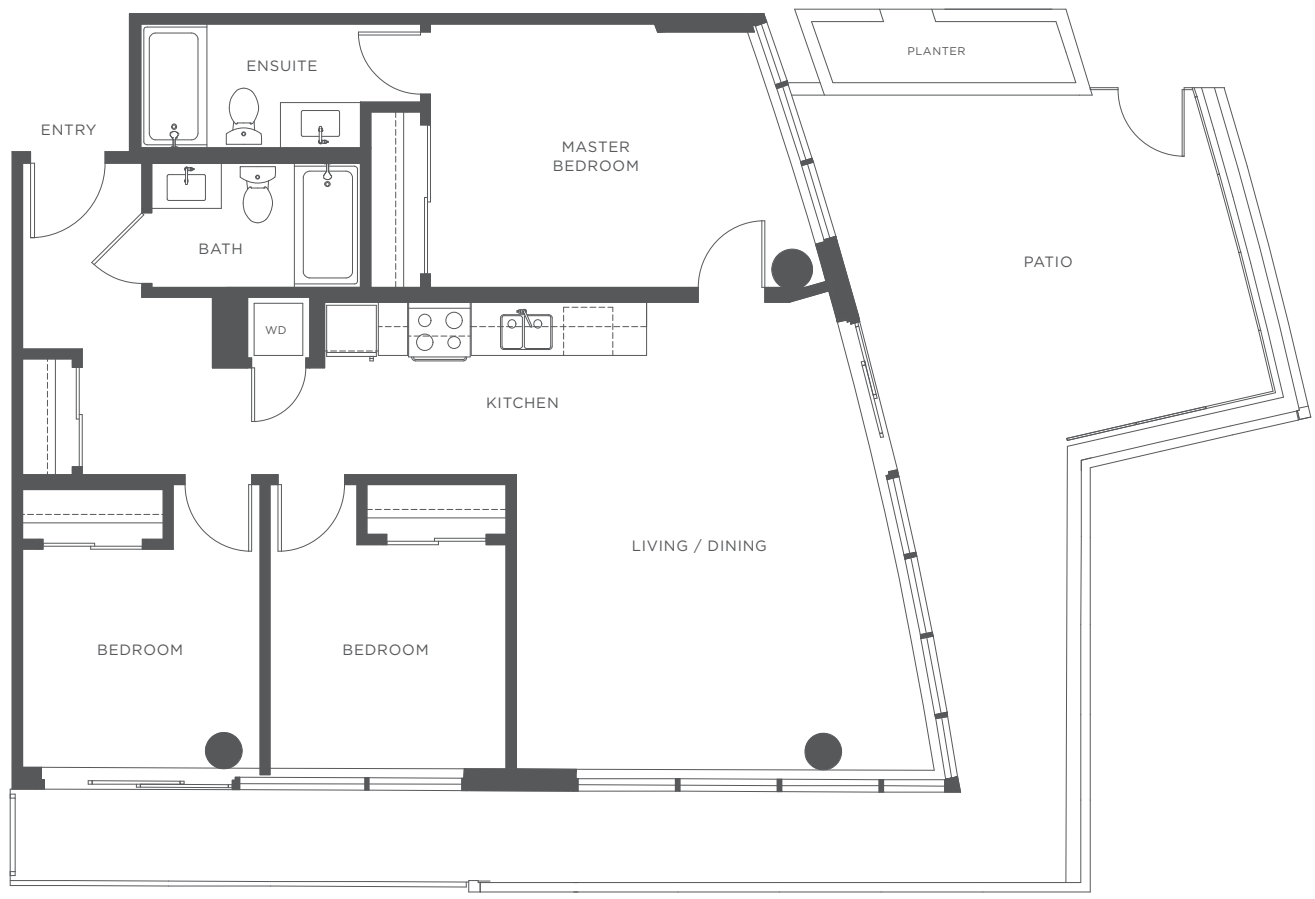 PLANTER
ENSUITE
ENTRY
MASTER
BEDROOM
BATH
PATIO
WD
KITCHEN
LIVING / DINING
BEDROOM
BEDROOM